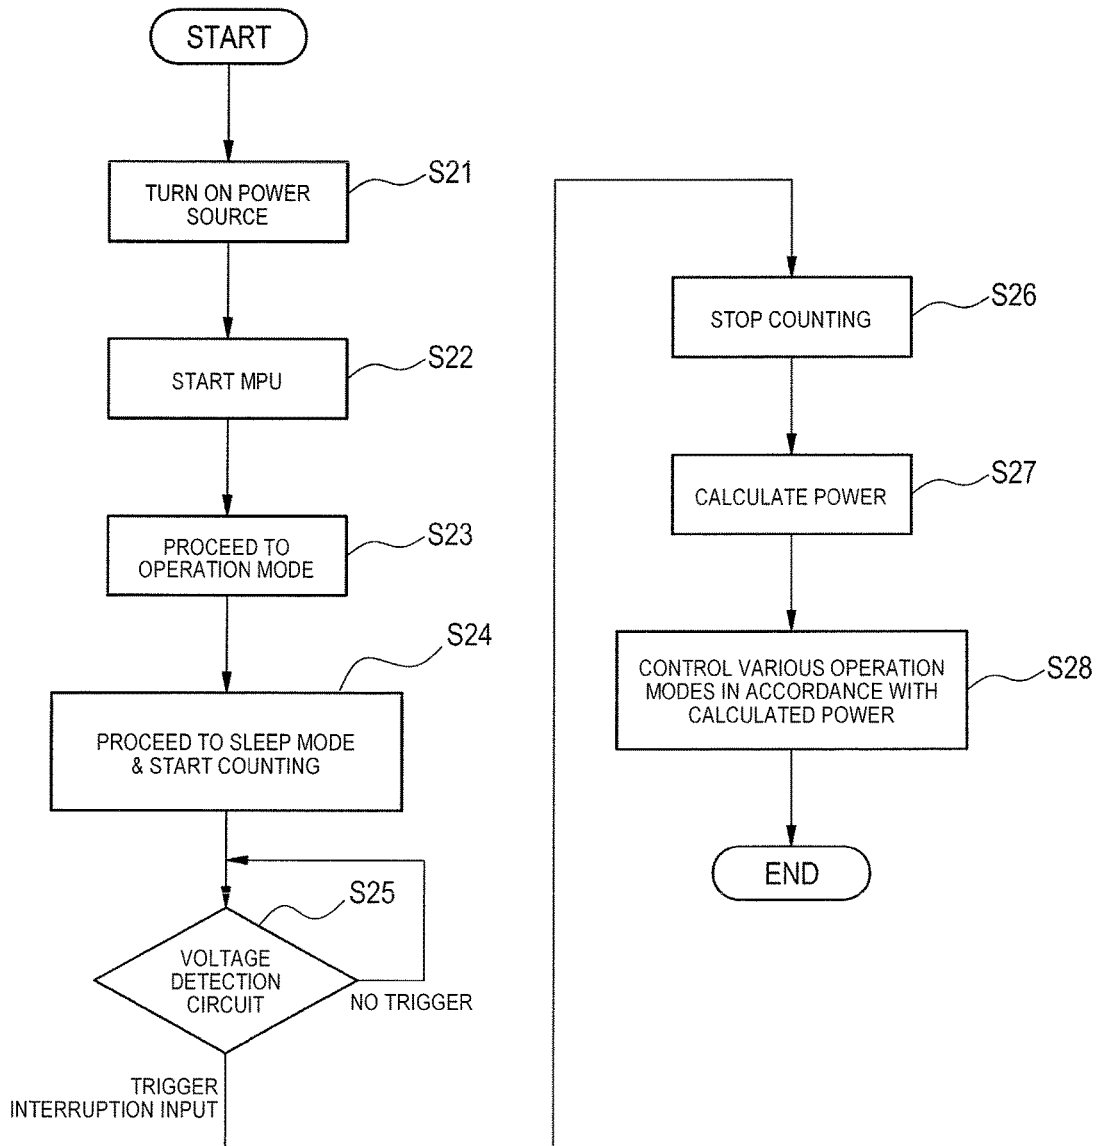 START
TURN ON POWER
SOURCE
S21
START MPU
S22
PROCEED TO
OPERATION MODE
S23
PROCEED TO SLEEP MODE
& START COUNTING
S24
VOLTAGE
DETECTION
CIRCUIT
S25
NO TRIGGER
TRIGGER
INTERRUPTION INPUT
STOP COUNTING
S26
CALCULATE POWER
S27
CONTROL VARIOUS OPERATION
MODES IN ACCORDANCE WITH
CALCULATED POWER
S28
END